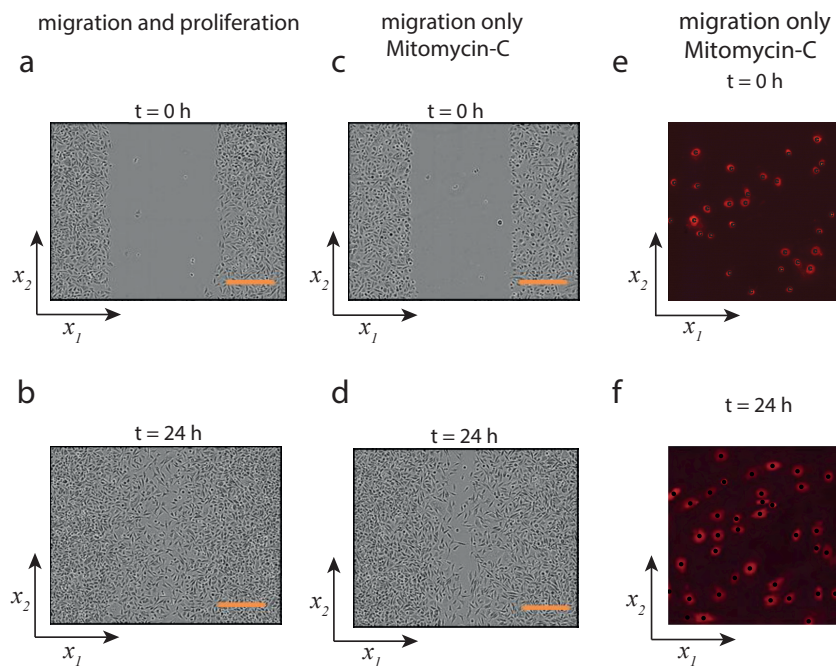 migration and proliferation
migration only
Mitomycin-C
migration only
Mitomycin-C
a
c
e
t = 0 h
t = 0 h
t = 0 h
x2
x1
x2
x1
x2
x1
b
d
f
t = 24 h
t = 24 h
t = 24 h
x2
x1
x2
x1
x2
x1